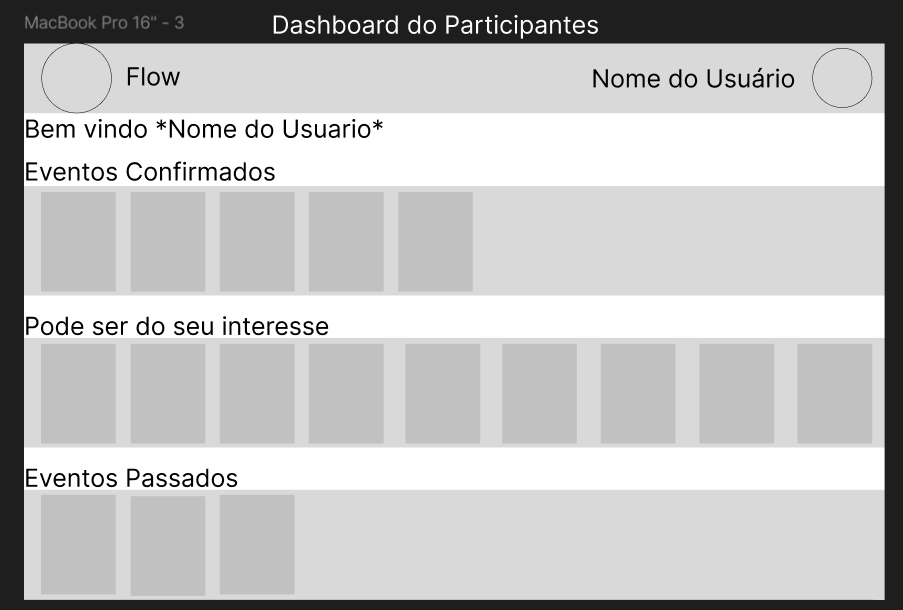 MacBook Pro 16" - 3
Dashboard do Participantes
Flow
Nome do Usuário
Bem vindo *Nome do Usuario*
Eventos Confirmados
Pode ser do seu interesse
Eventos Passados